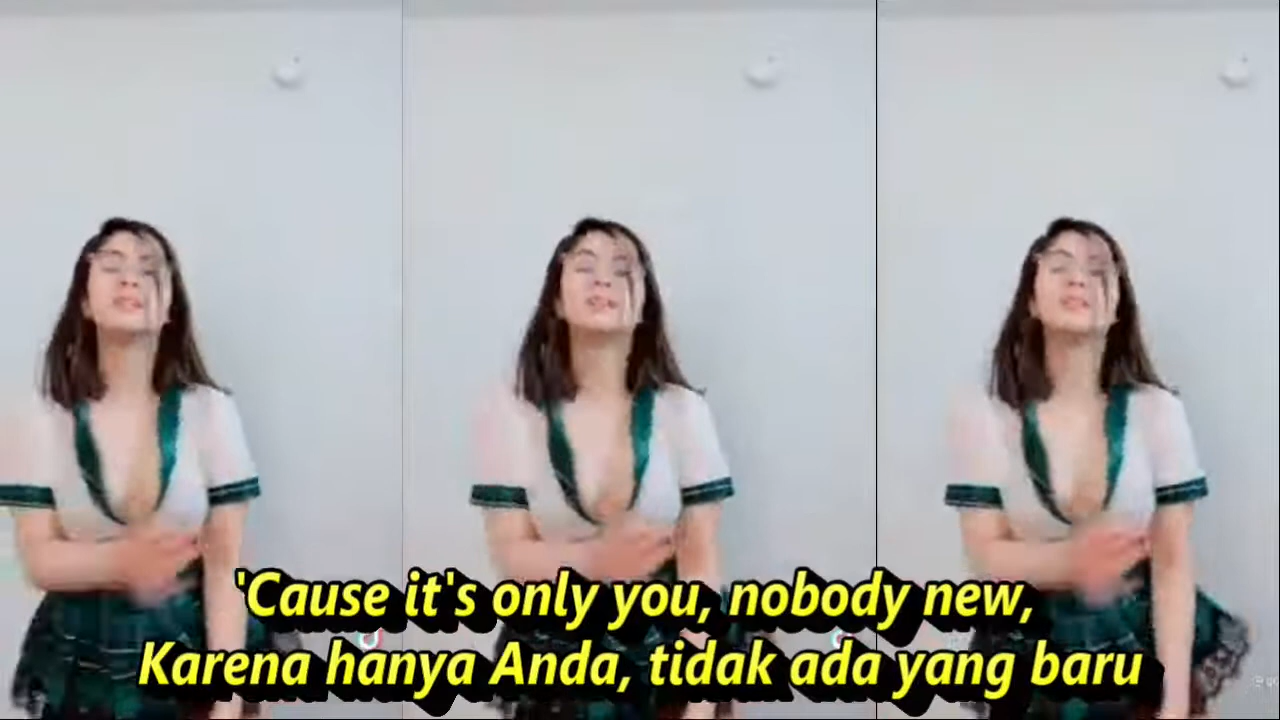 'Cause it's only you, nobody new,
Karena hanya Anda, tidak ada yang baru